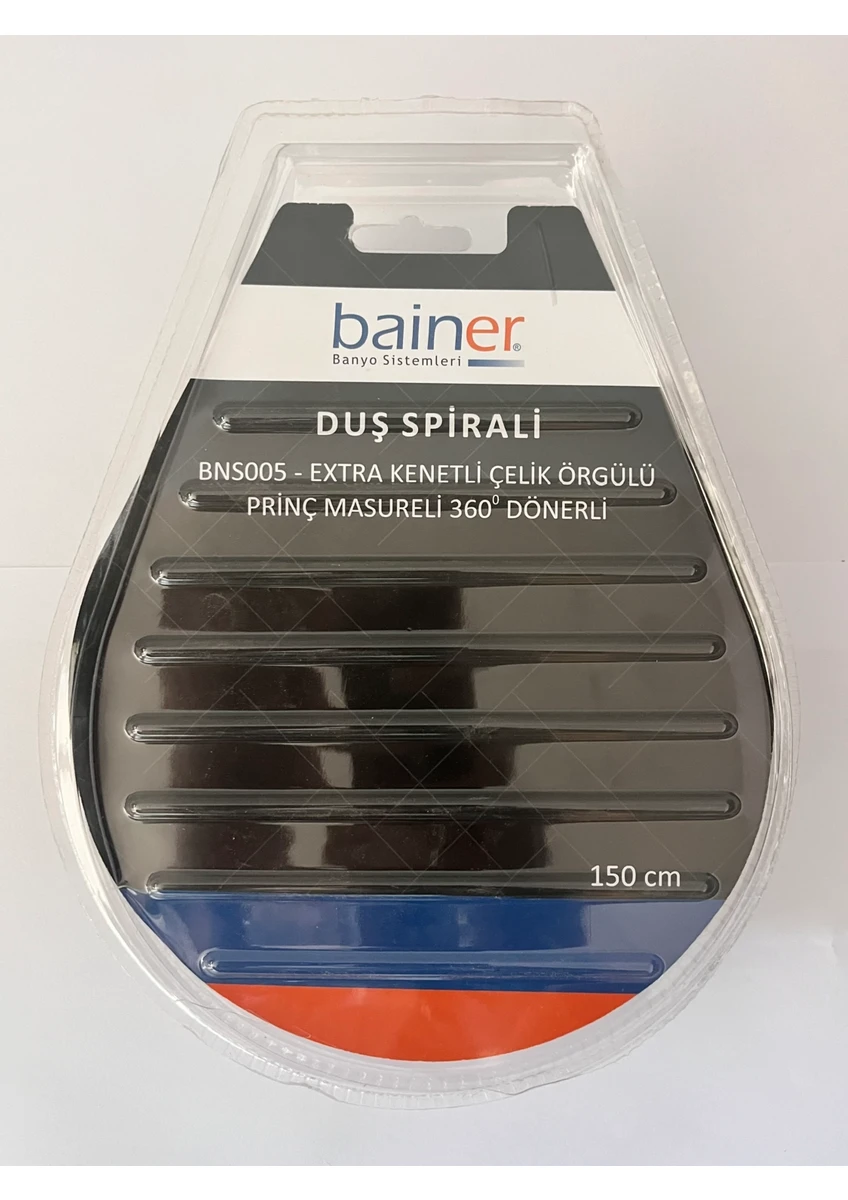 bainer®
Banyo Sistemleri
DUŞ SPİRALİ
BNS005 - EXTRA KENETLİ ÇELİK ÖRGÜLÜ
PRİNÇ MASURELİ 360⁰ DÖNERLİ
150 cm